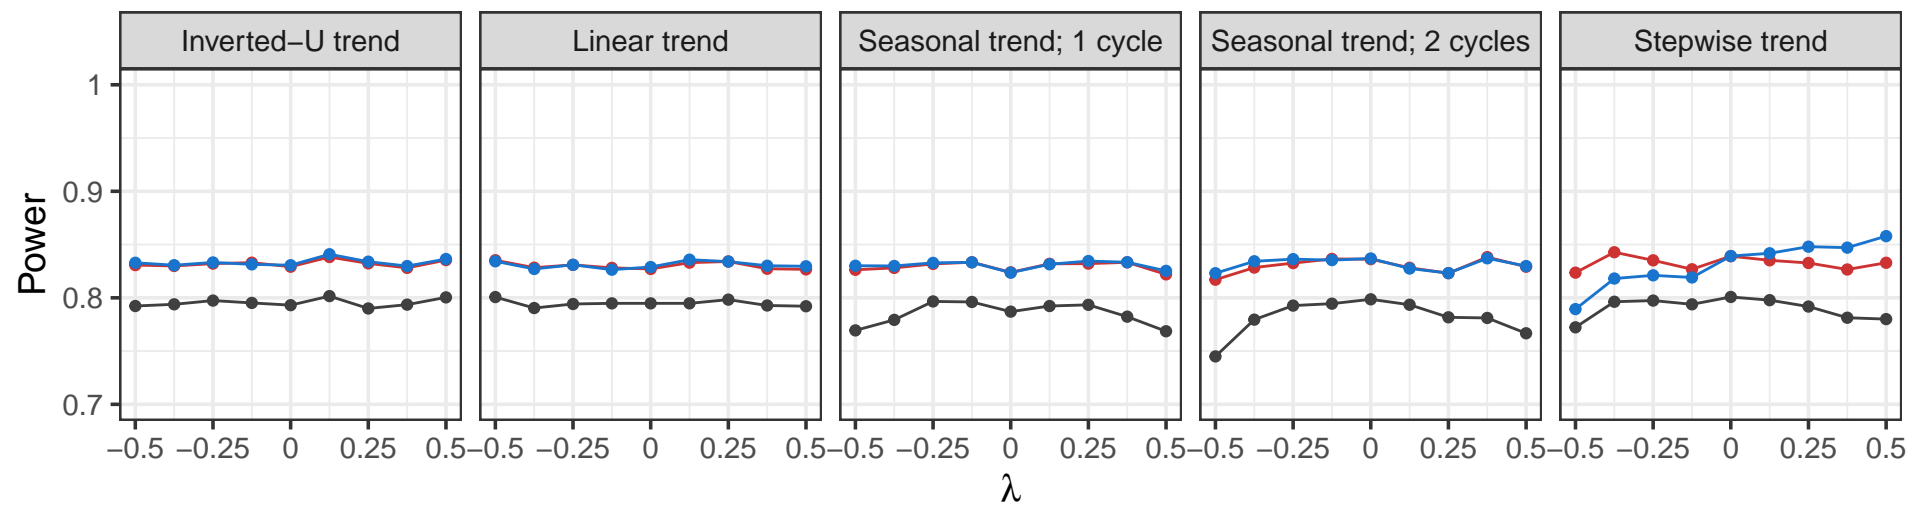 Inverted−U trend
Linear trend
Seasonal trend; 1 cycle
Seasonal trend; 2 cycles
Stepwise trend
Power
1
0.9
0.8
0.7
−0.5 −0.25 0 0.25 0.5
−0.5 −0.25 0 0.25 0.5
−0.5 −0.25 0 0.25 0.5
−0.5 −0.25 0 0.25 0.5
−0.5 −0.25 0 0.25 0.5
λ